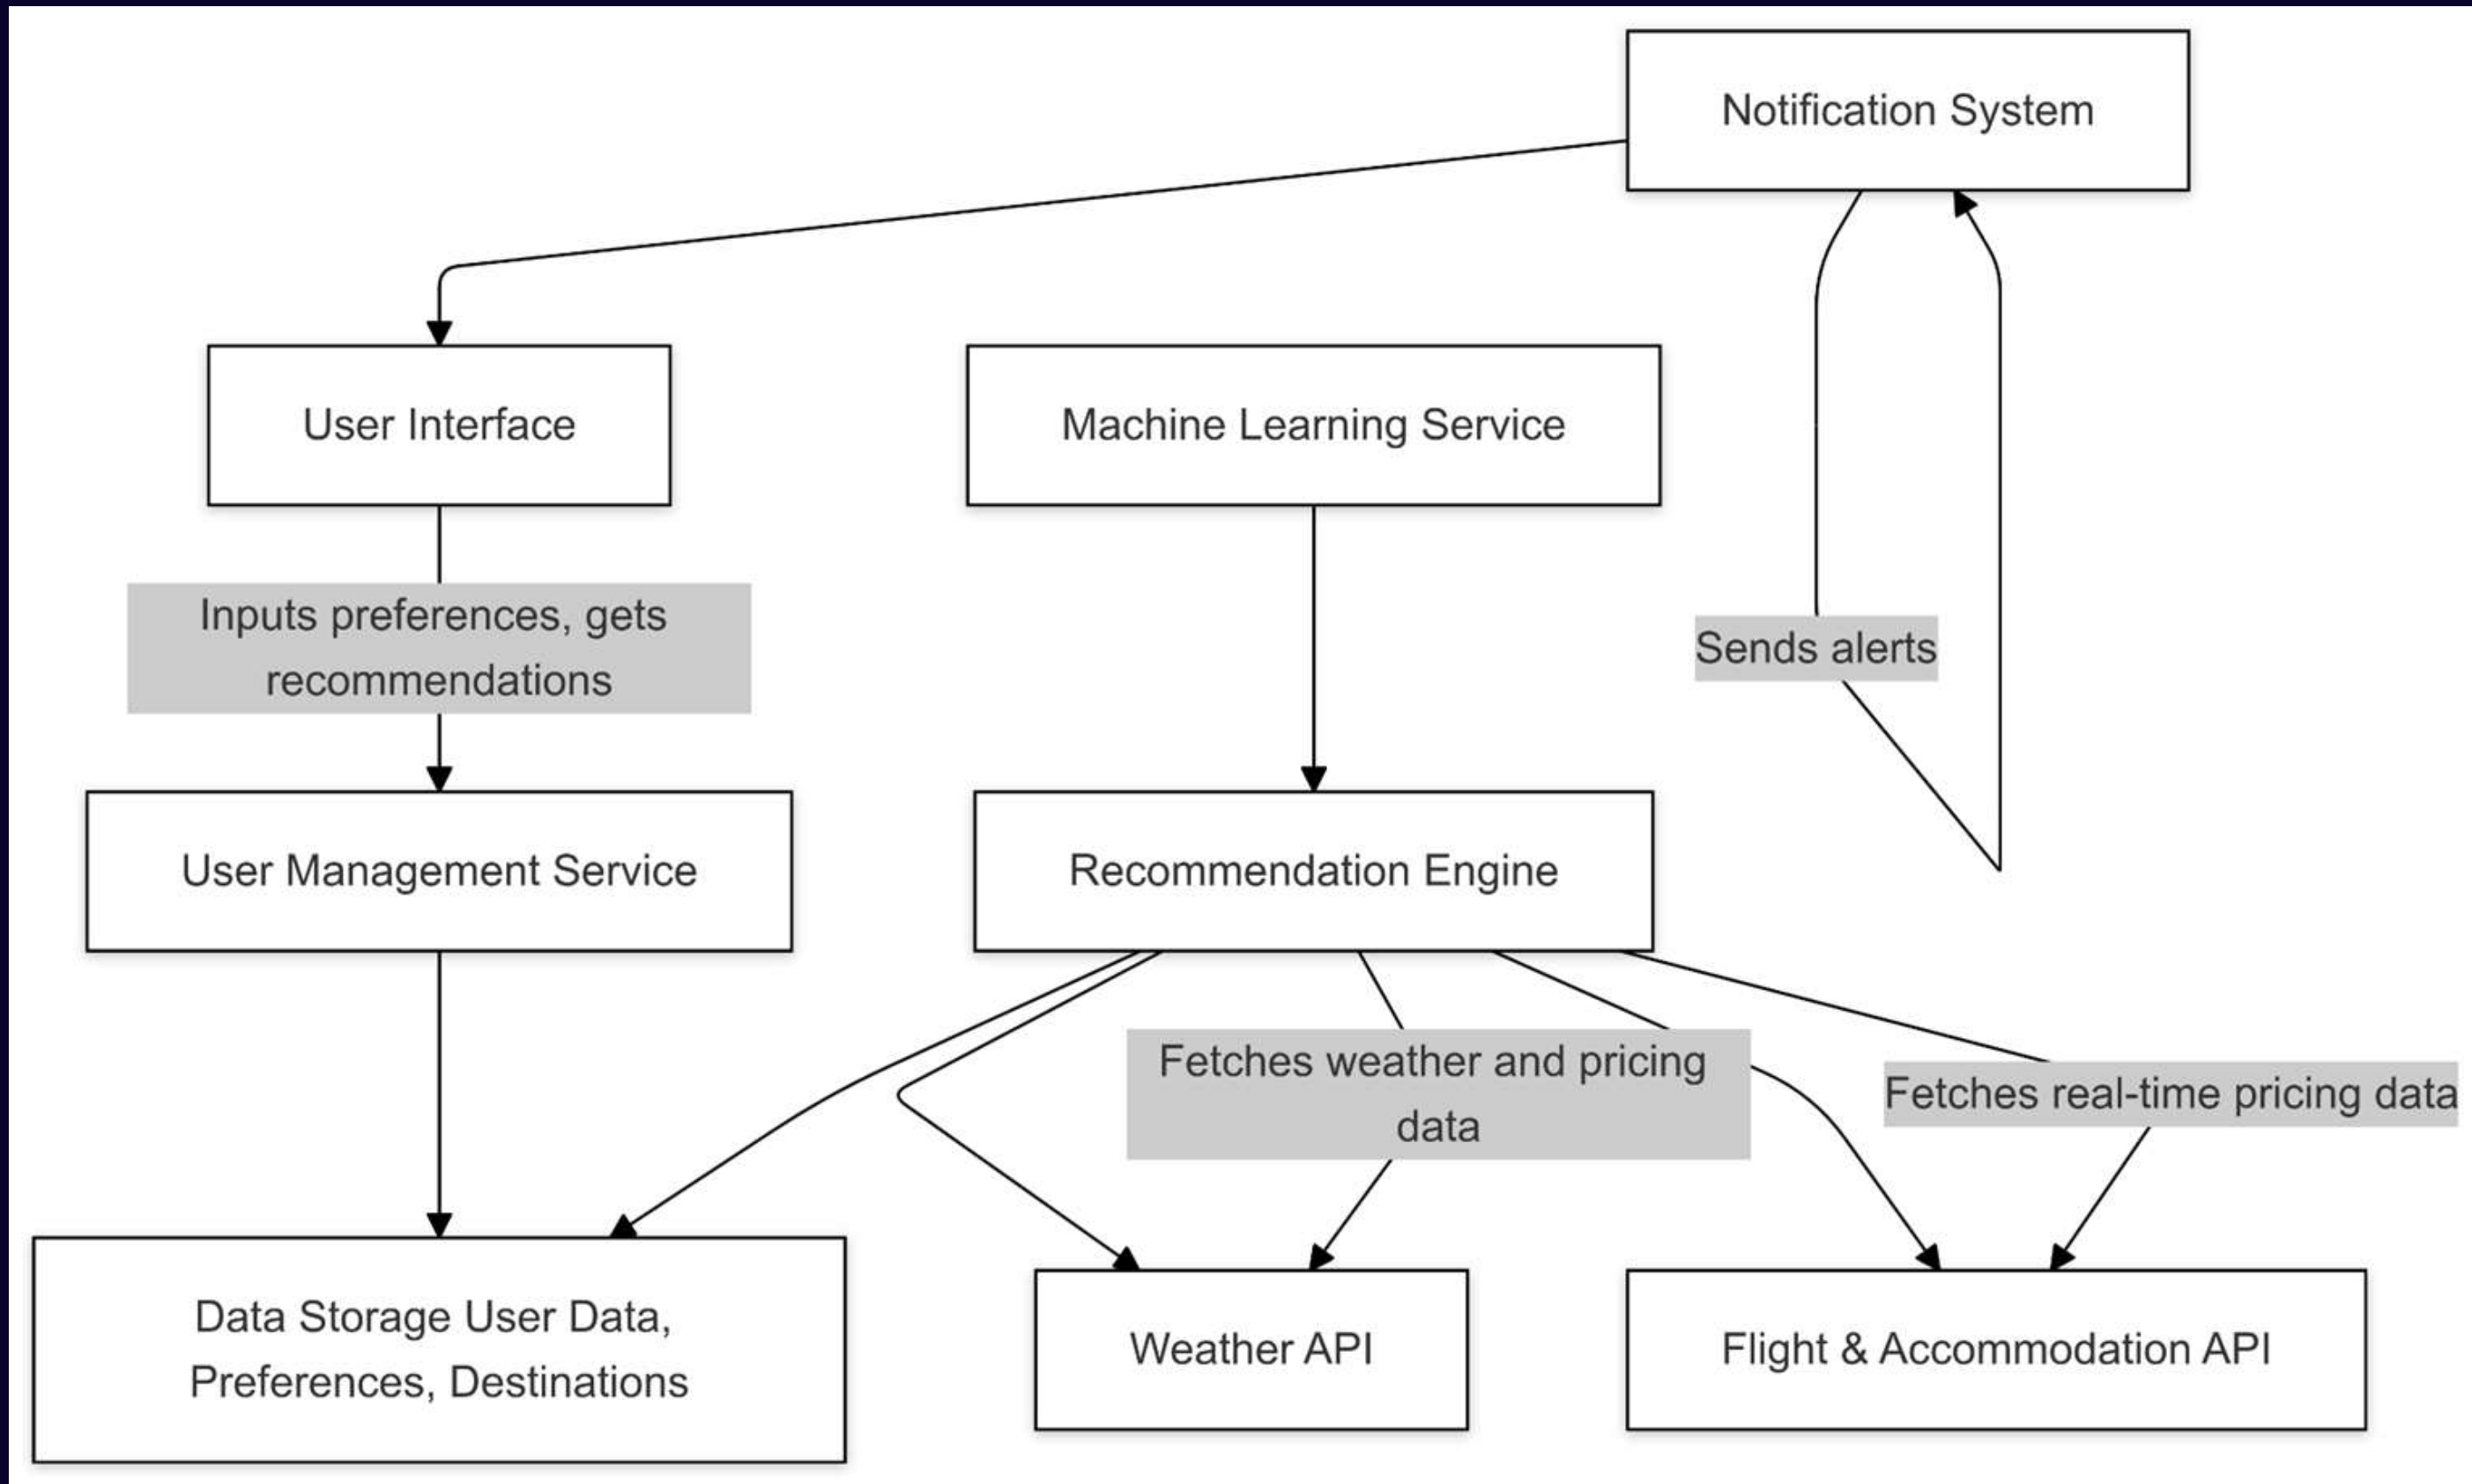 Notification System
User Interface
Machine Learning Service
Inputs preferences, gets
recommendations
Sends alerts
User Management Service
Recommendation Engine
Fetches weather and pricing
data
Fetches real-time pricing data
Data Storage User Data,
Preferences, Destinations
Weather API
Flight & Accommodation API